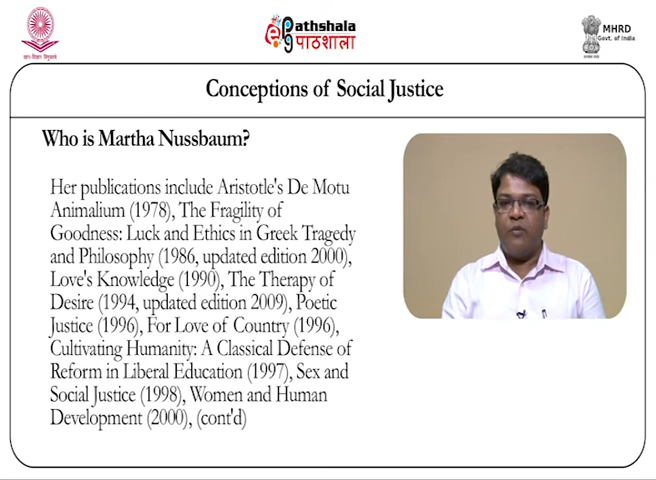 Pathshala
पाठशाला
MHRD
Govt. of India
Conceptions of Social Justice
Who is Martha Nussbaum?
Her publications include Aristotle's De Motu
Animalium (1978), The Fragility of
Goodness: Luck and Ethics in Greek Tragedy
and Philosophy (1986, updated edition 2000),
Love's Knowledge (1990), The Therapy of
Desire (1994, updated edition 2009), Poetic
Justice (1996), For Love of Country (1996),
Cultivating Humanity: A Classical Defense of
Reform in Liberal Education (1997), Sex and
Social Justice (1998), Women and Human
Development (2000), (cont'd)